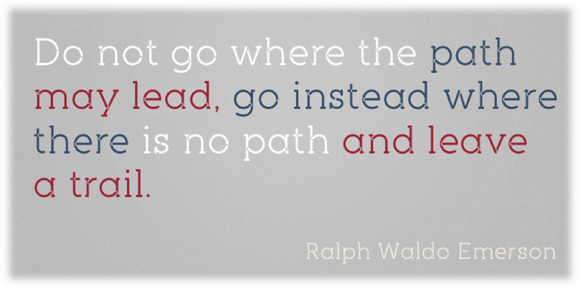 Do not go where the path
may lead, go instead where
there is no path and leave
a trail.
Ralph Waldo Emerson